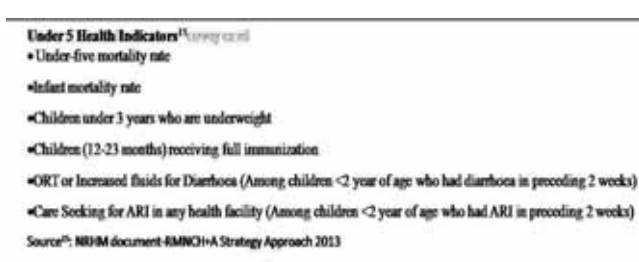 Under 5 Health Indicators¹⁵
• Under-five mortality rate
•Infant mortality rate
•Children under 3 years who are underweight
•Children (12-23 months) receiving full immunization
•ORT or Increased fluids for Diarrhoea (Among children <2 year of age who had diarrhoea in preceding 2 weeks)
•Care Seeking for ARI in any health facility (Among children <2 year of age who had ARI in preceding 2 weeks)
Source¹⁵: NRHM document-RMNCH+A Strategy Approach 2013